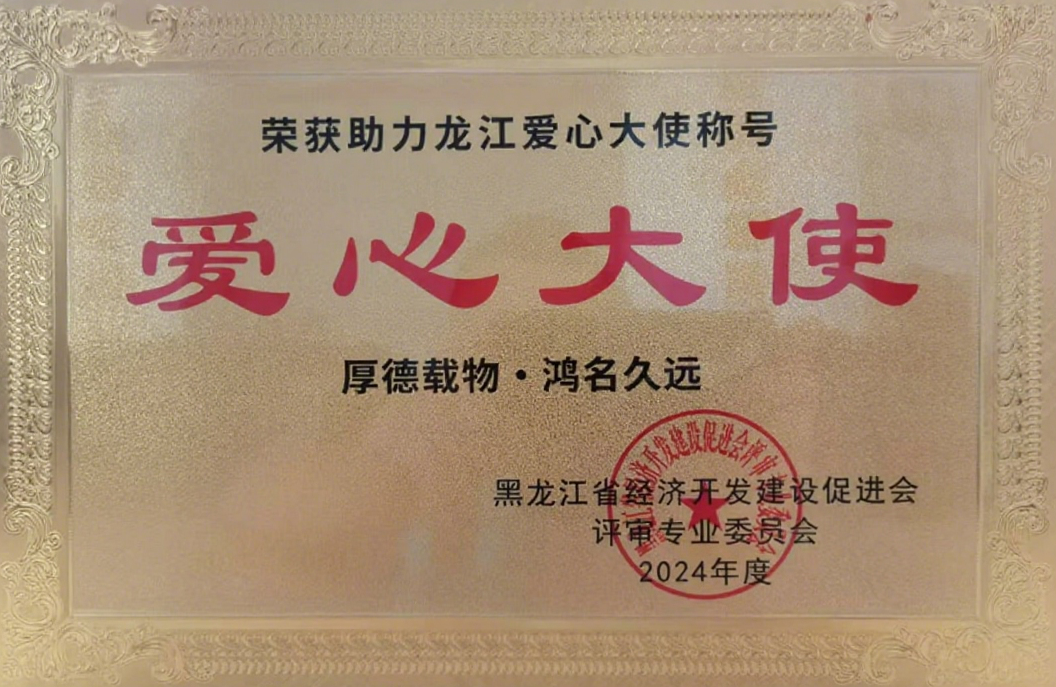 荣获助力龙江爱心大使称号
爱心大使
厚德载物·鸿名久远
黑龙江省经济开发建设促进会
评审专业委员会
2024年度